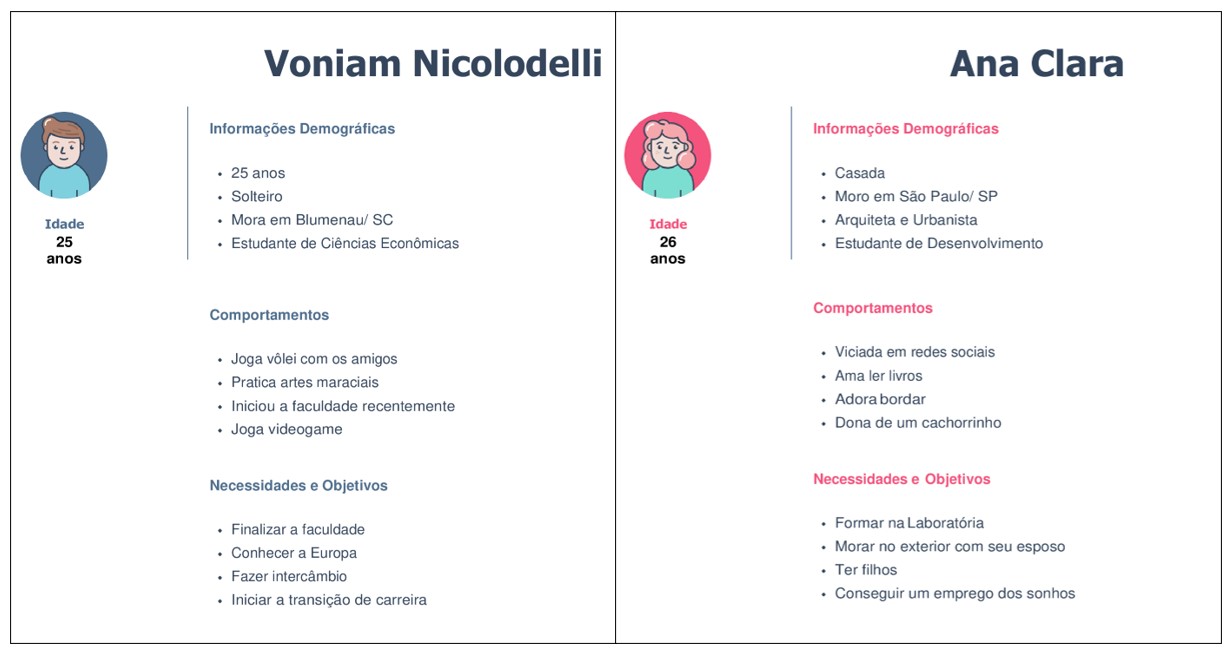 Voniam Nicolodelli
Idade
25
anos
Informações Demográficas
• 25 anos
• Solteiro
• Mora em Blumenau/ SC
• Estudante de Ciências Econômicas
Comportamentos
• Joga vôlei com os amigos
• Pratica artes maraciais
• Iniciou a faculdade recentemente
• Joga videogame
Necessidades e Objetivos
• Finalizar a faculdade
• Conhecer a Europa
• Fazer intercâmbio
• Iniciar a transição de carreira
Ana Clara
Idade
26
anos
Informações Demográficas
• Casada
• Moro em São Paulo/ SP
• Arquiteta e Urbanista
• Estudante de Desenvolvimento
Comportamentos
• Viciada em redes sociais
• Ama ler livros
• Adora bordar
• Dona de um cachorrinho
Necessidades e Objetivos
• Formar na Laboratória
• Morar no exterior com seu esposo
• Ter filhos
• Conseguir um emprego dos sonhos